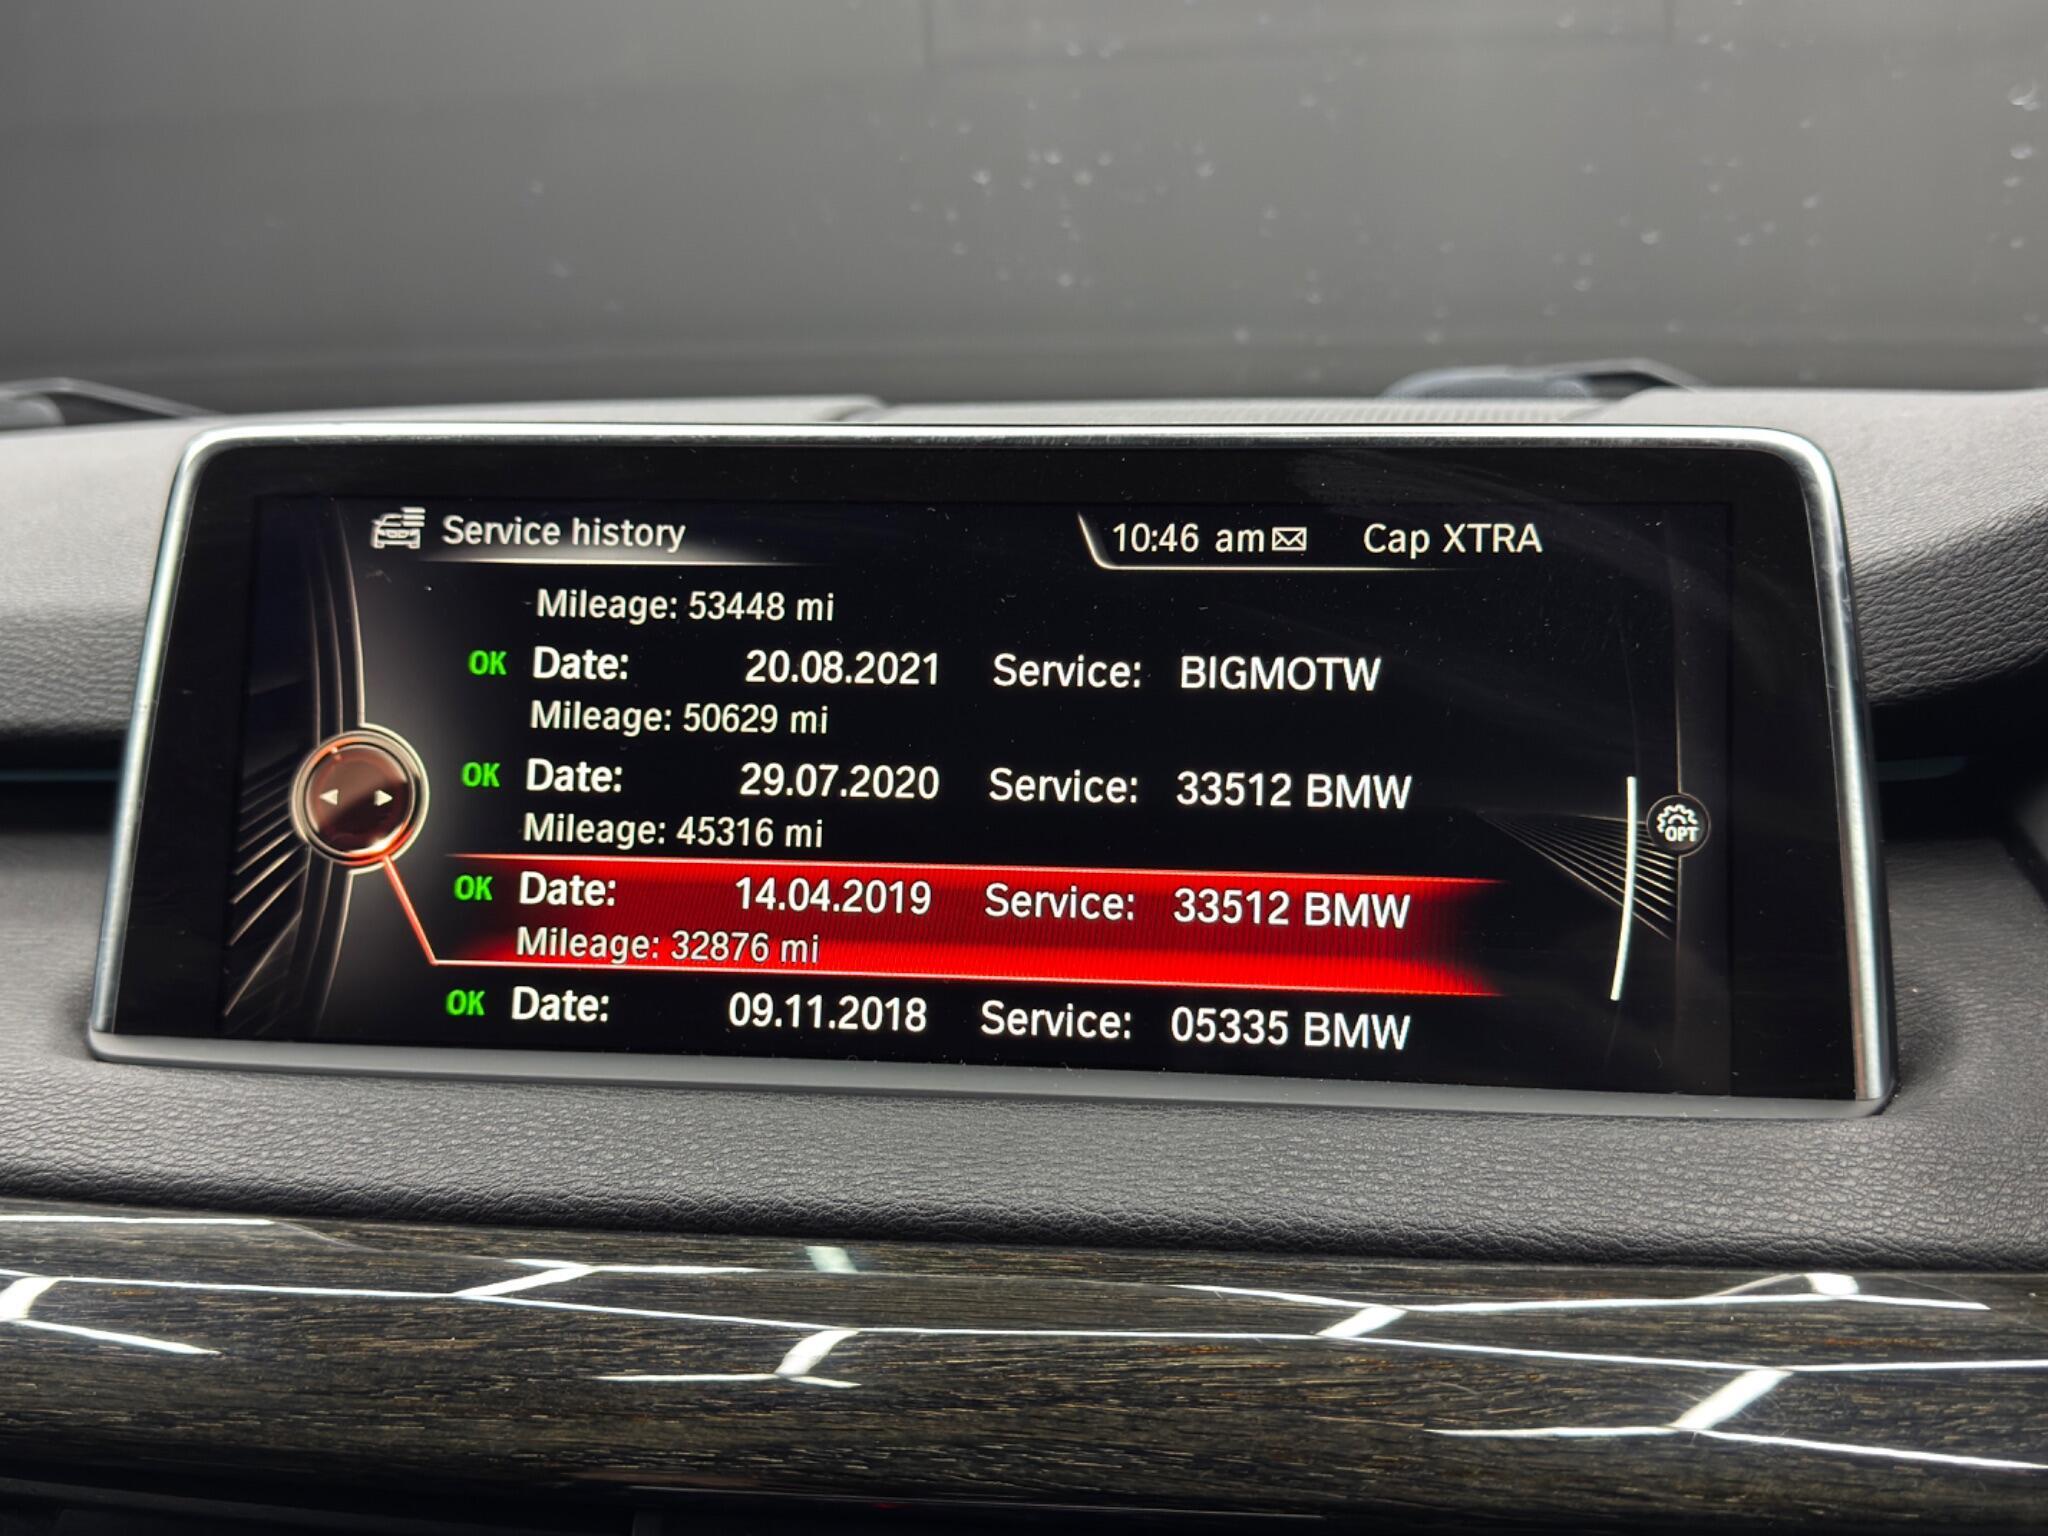 Service history 10:46 am Cap XTRA
Mileage: 53448 mi
OK Date: 20.08.2021 Service: BIGMOTW
Mileage: 50629 mi
OK Date: 29.07.2020 Service: 33512 BMW
Mileage: 45316 mi
OK Date: 14.04.2019 Service: 33512 BMW
Mileage: 32876 mi
OK Date: 09.11.2018 Service: 05335 BMW
OPT